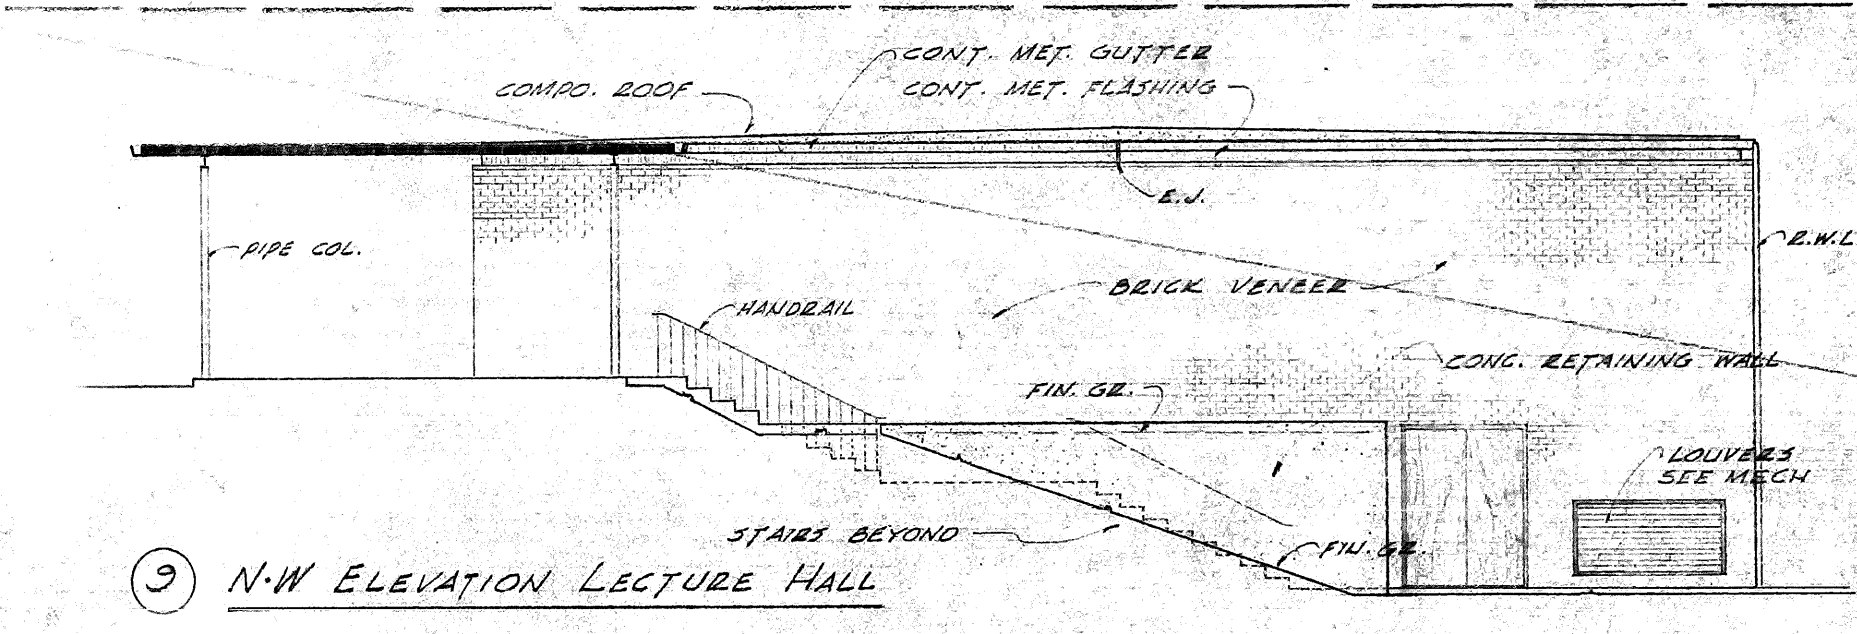 CONT. MET. GUTTER
COMPO. ROOF
CONT. MET. FLASHING
E.J.
R.W.L
PIPE COL.
BRICK VENEER
HANDRAIL
CONC. RETAINING WALL
FIN. GR.
LOUVERS
SEE MECH
STAIRS BEYOND
FIN. GR.
9 N·W ELEVATION LECTURE HALL